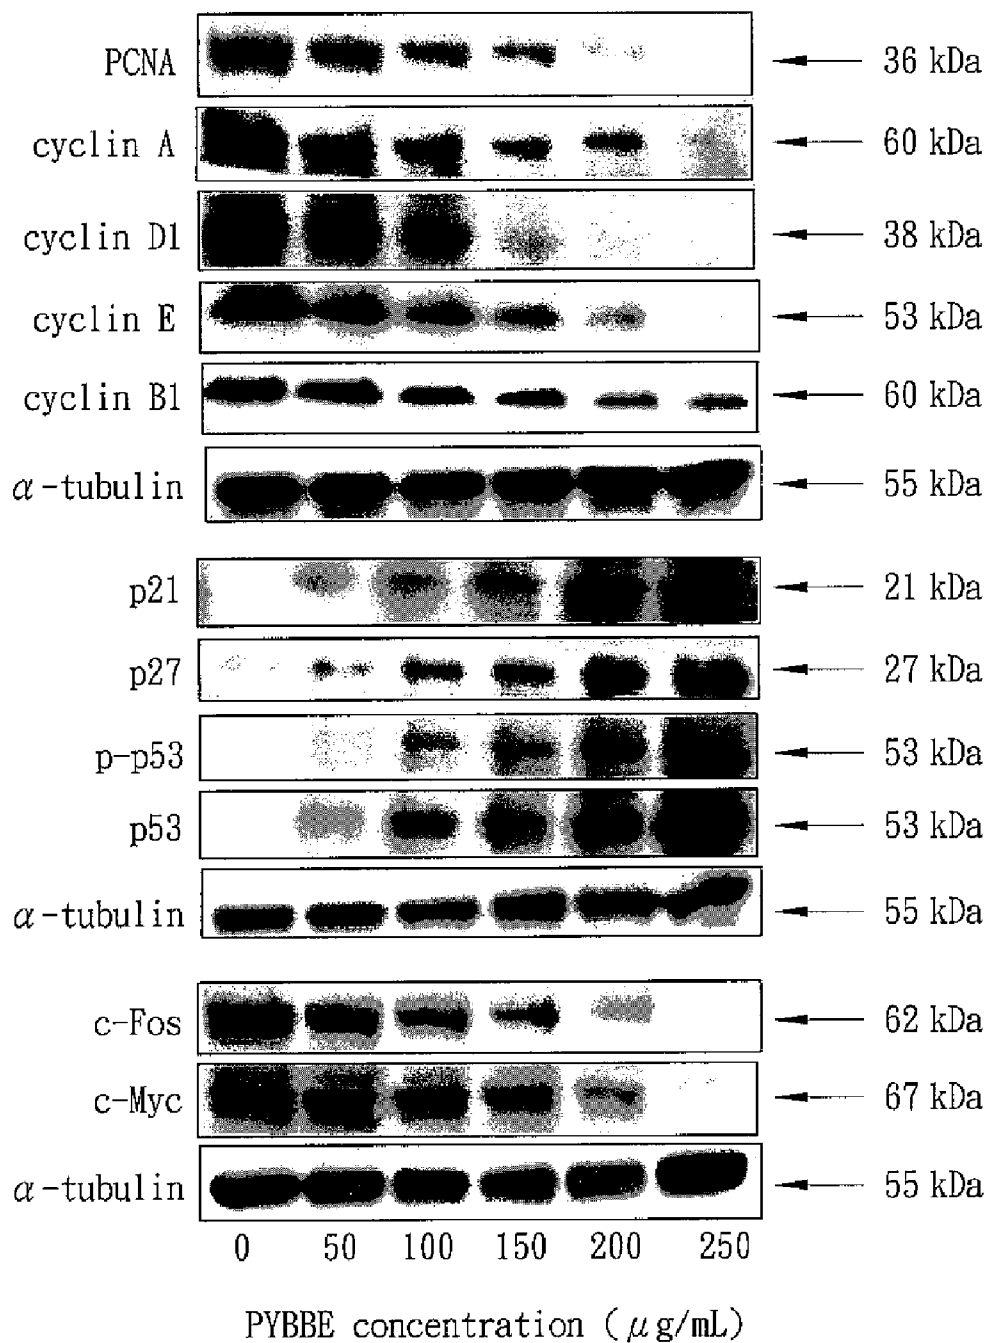 PCNA 36 kDa
cyclin A 60 kDa
cyclin D1 38 kDa
cyclin E 53 kDa
cyclin B1 60 kDa
α-tubulin 55 kDa
p21 21 kDa
p27 27 kDa
p-p53 53 kDa
p53 53 kDa
α-tubulin 55 kDa
c-Fos 62 kDa
c-Myc 67 kDa
α-tubulin 55 kDa
0 50 100 150 200 250
PYBBE concentration (μg/mL)